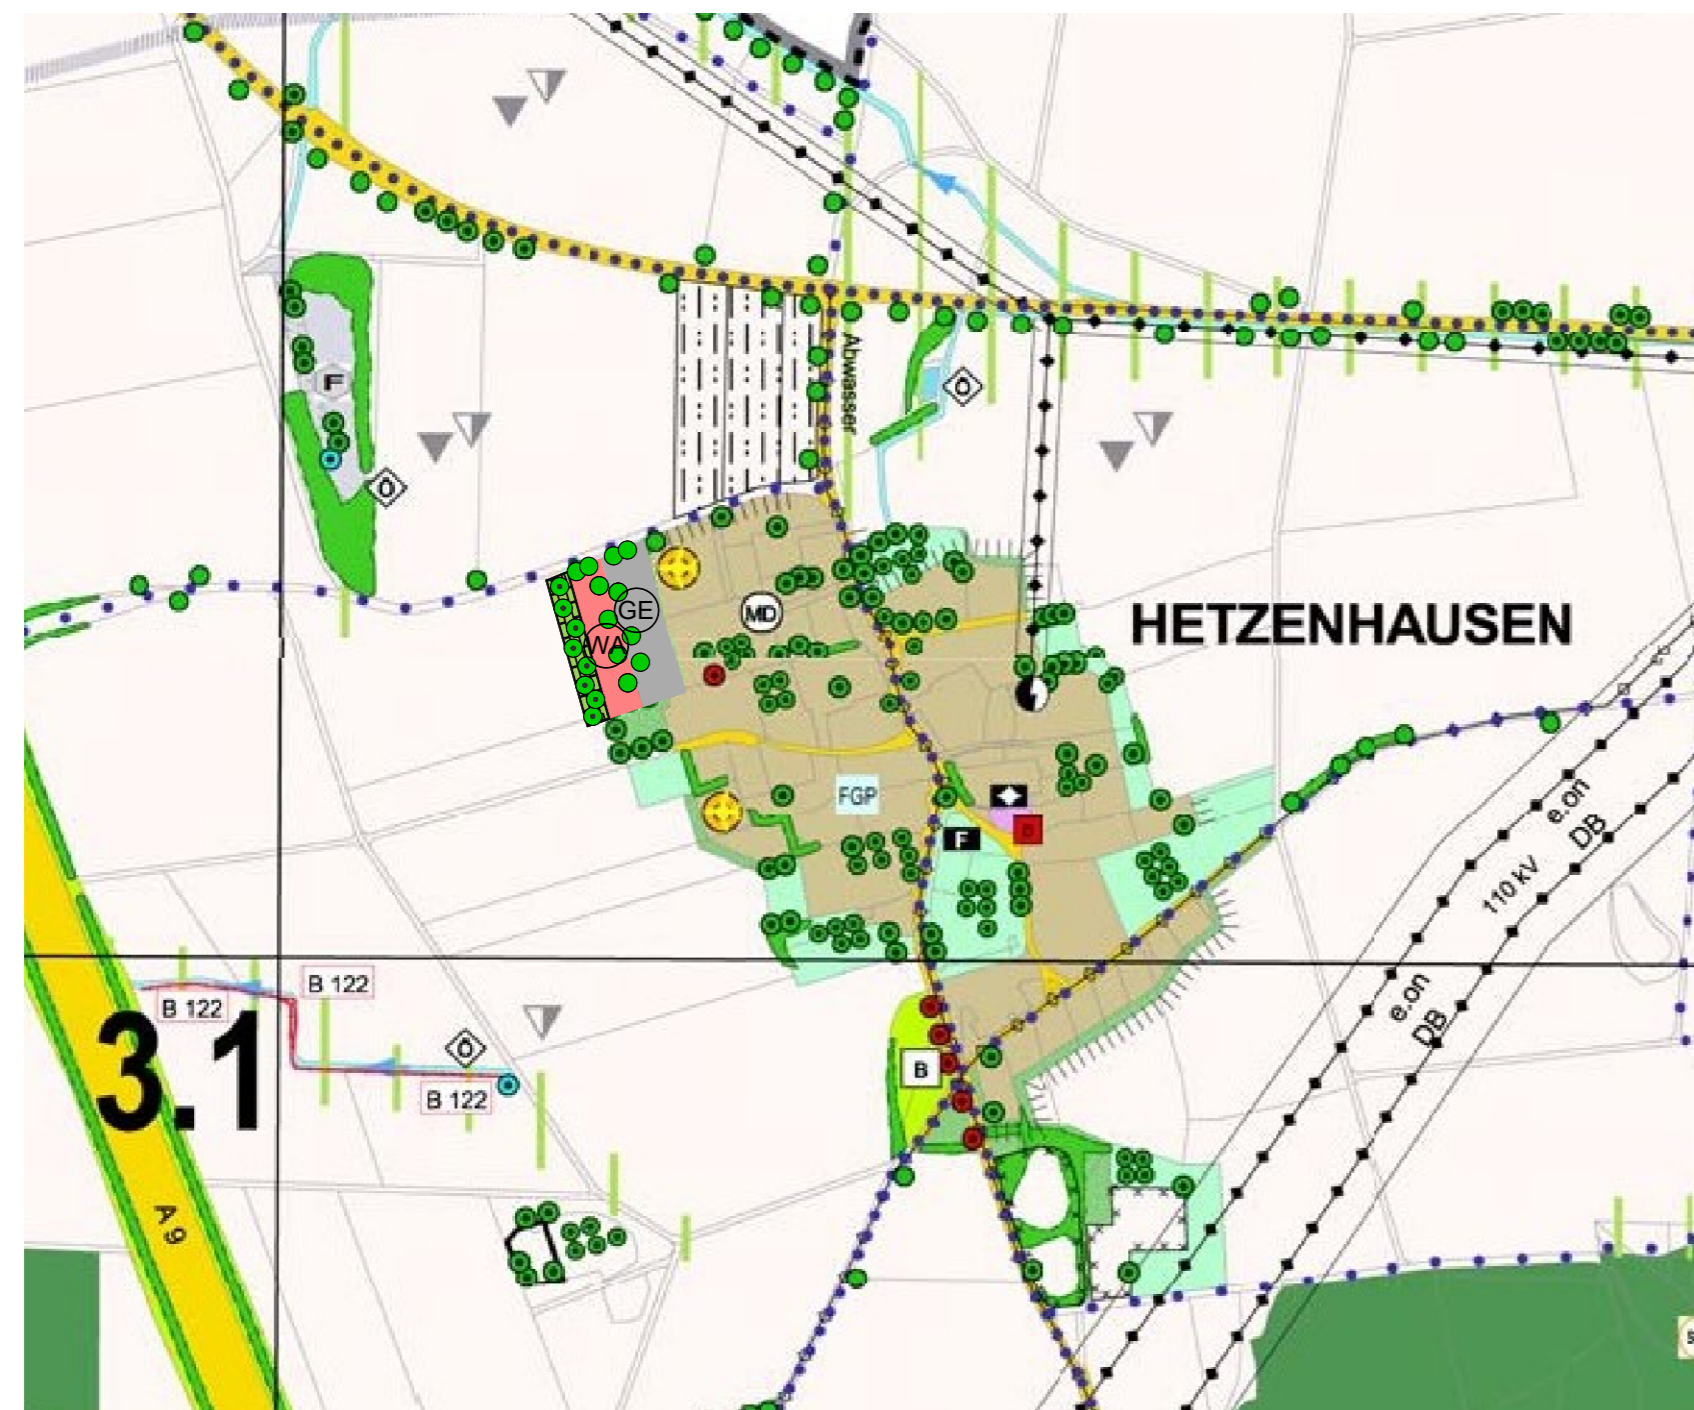 Abwasser
F
Ö
Ö
GE
MD
WA
HETZENHAUSEN
FGP
F
e.on
DB
110 kV
B 122
B 122
e.on
DB
3.1
Ö
B
B 122
A 9